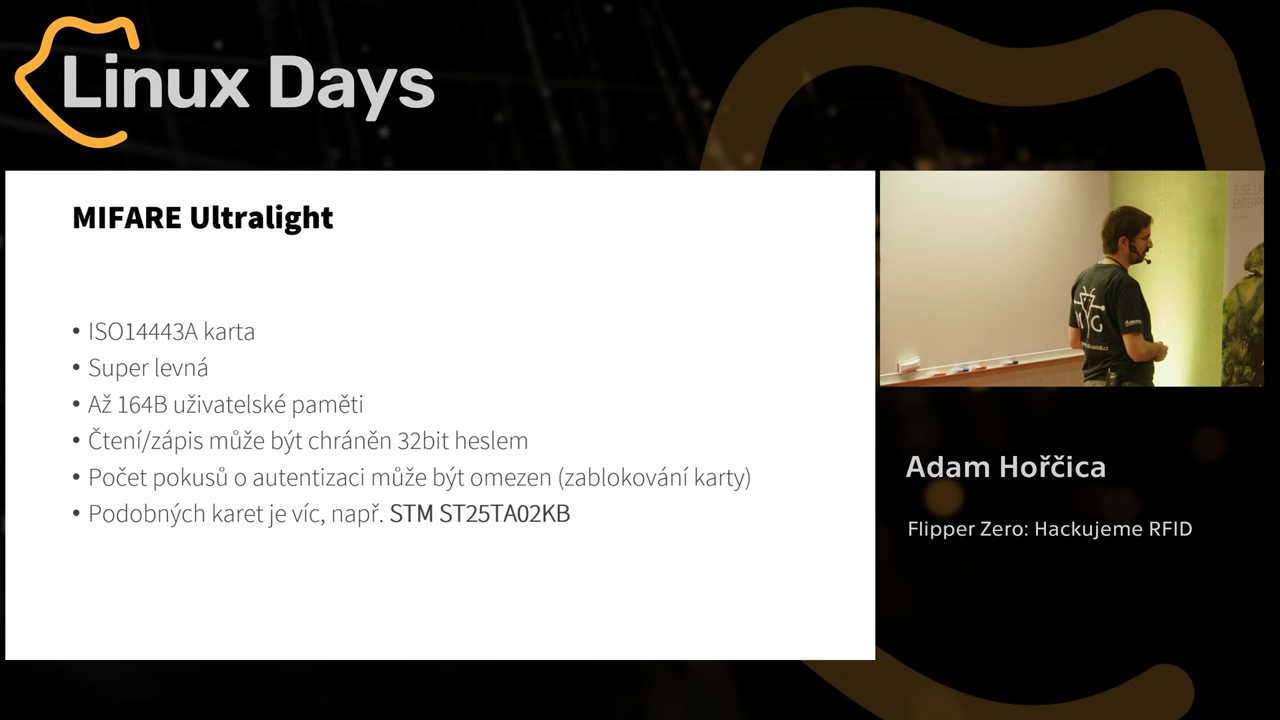 Linux Days
MIFARE Ultralight
• ISO14443A karta
• Super levná
• Až 164B uživatelské paměti
• Čtení/zápis může být chráněn 32bit heslem
• Počet pokusů o autentizaci může být omezen (zablokování karty)
• Podobných karet je víc, např. STM ST25TA02KB
Adam Hořčica
Flipper Zero: Hackujeme RFID